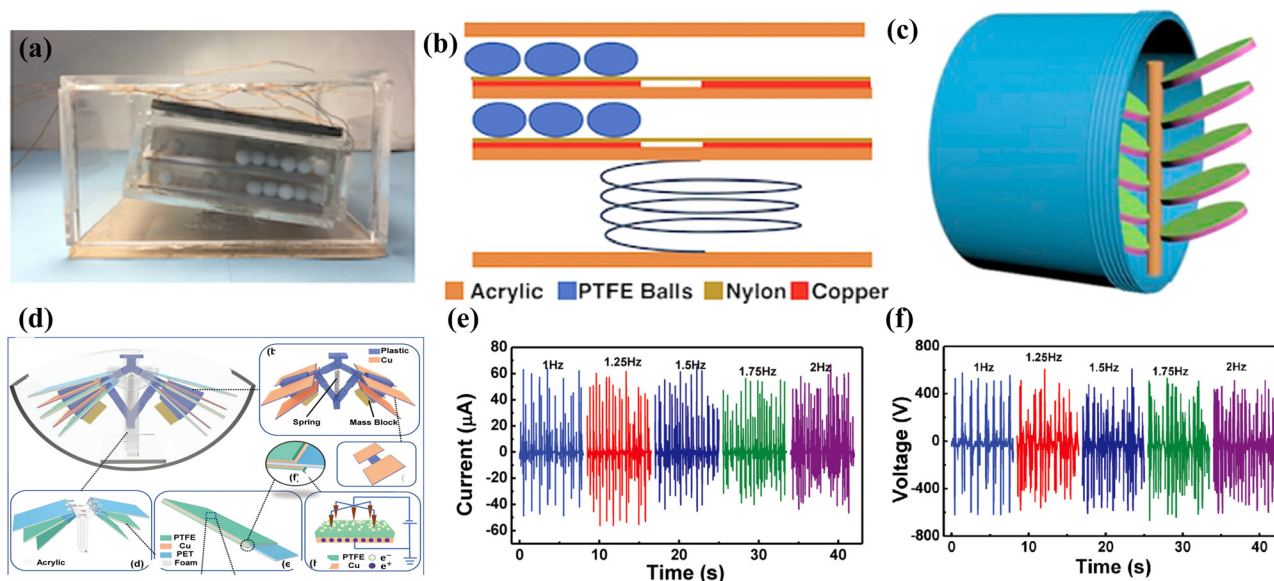 (a)
(b)
Acrylic PTFE Balls Nylon Copper
(c)
(d)
Plastic
Cu
Spring
Mass Block
PTFE
Cu
PET
Foam
Acrylic
(d)
(e
PTFE
Cu
e⁻
e⁺
(e)
80
60
40
20
0
-20
-40
-60
Current (μA)
1Hz
1.25Hz
1.5Hz
1.75Hz
2Hz
0 10 20 30 40
Time (s)
(f)
800
400
0
-400
-800
Voltage (V)
1Hz
1.25Hz
1.5Hz
1.75Hz
2Hz
0 10 20 30 40
Time (s)